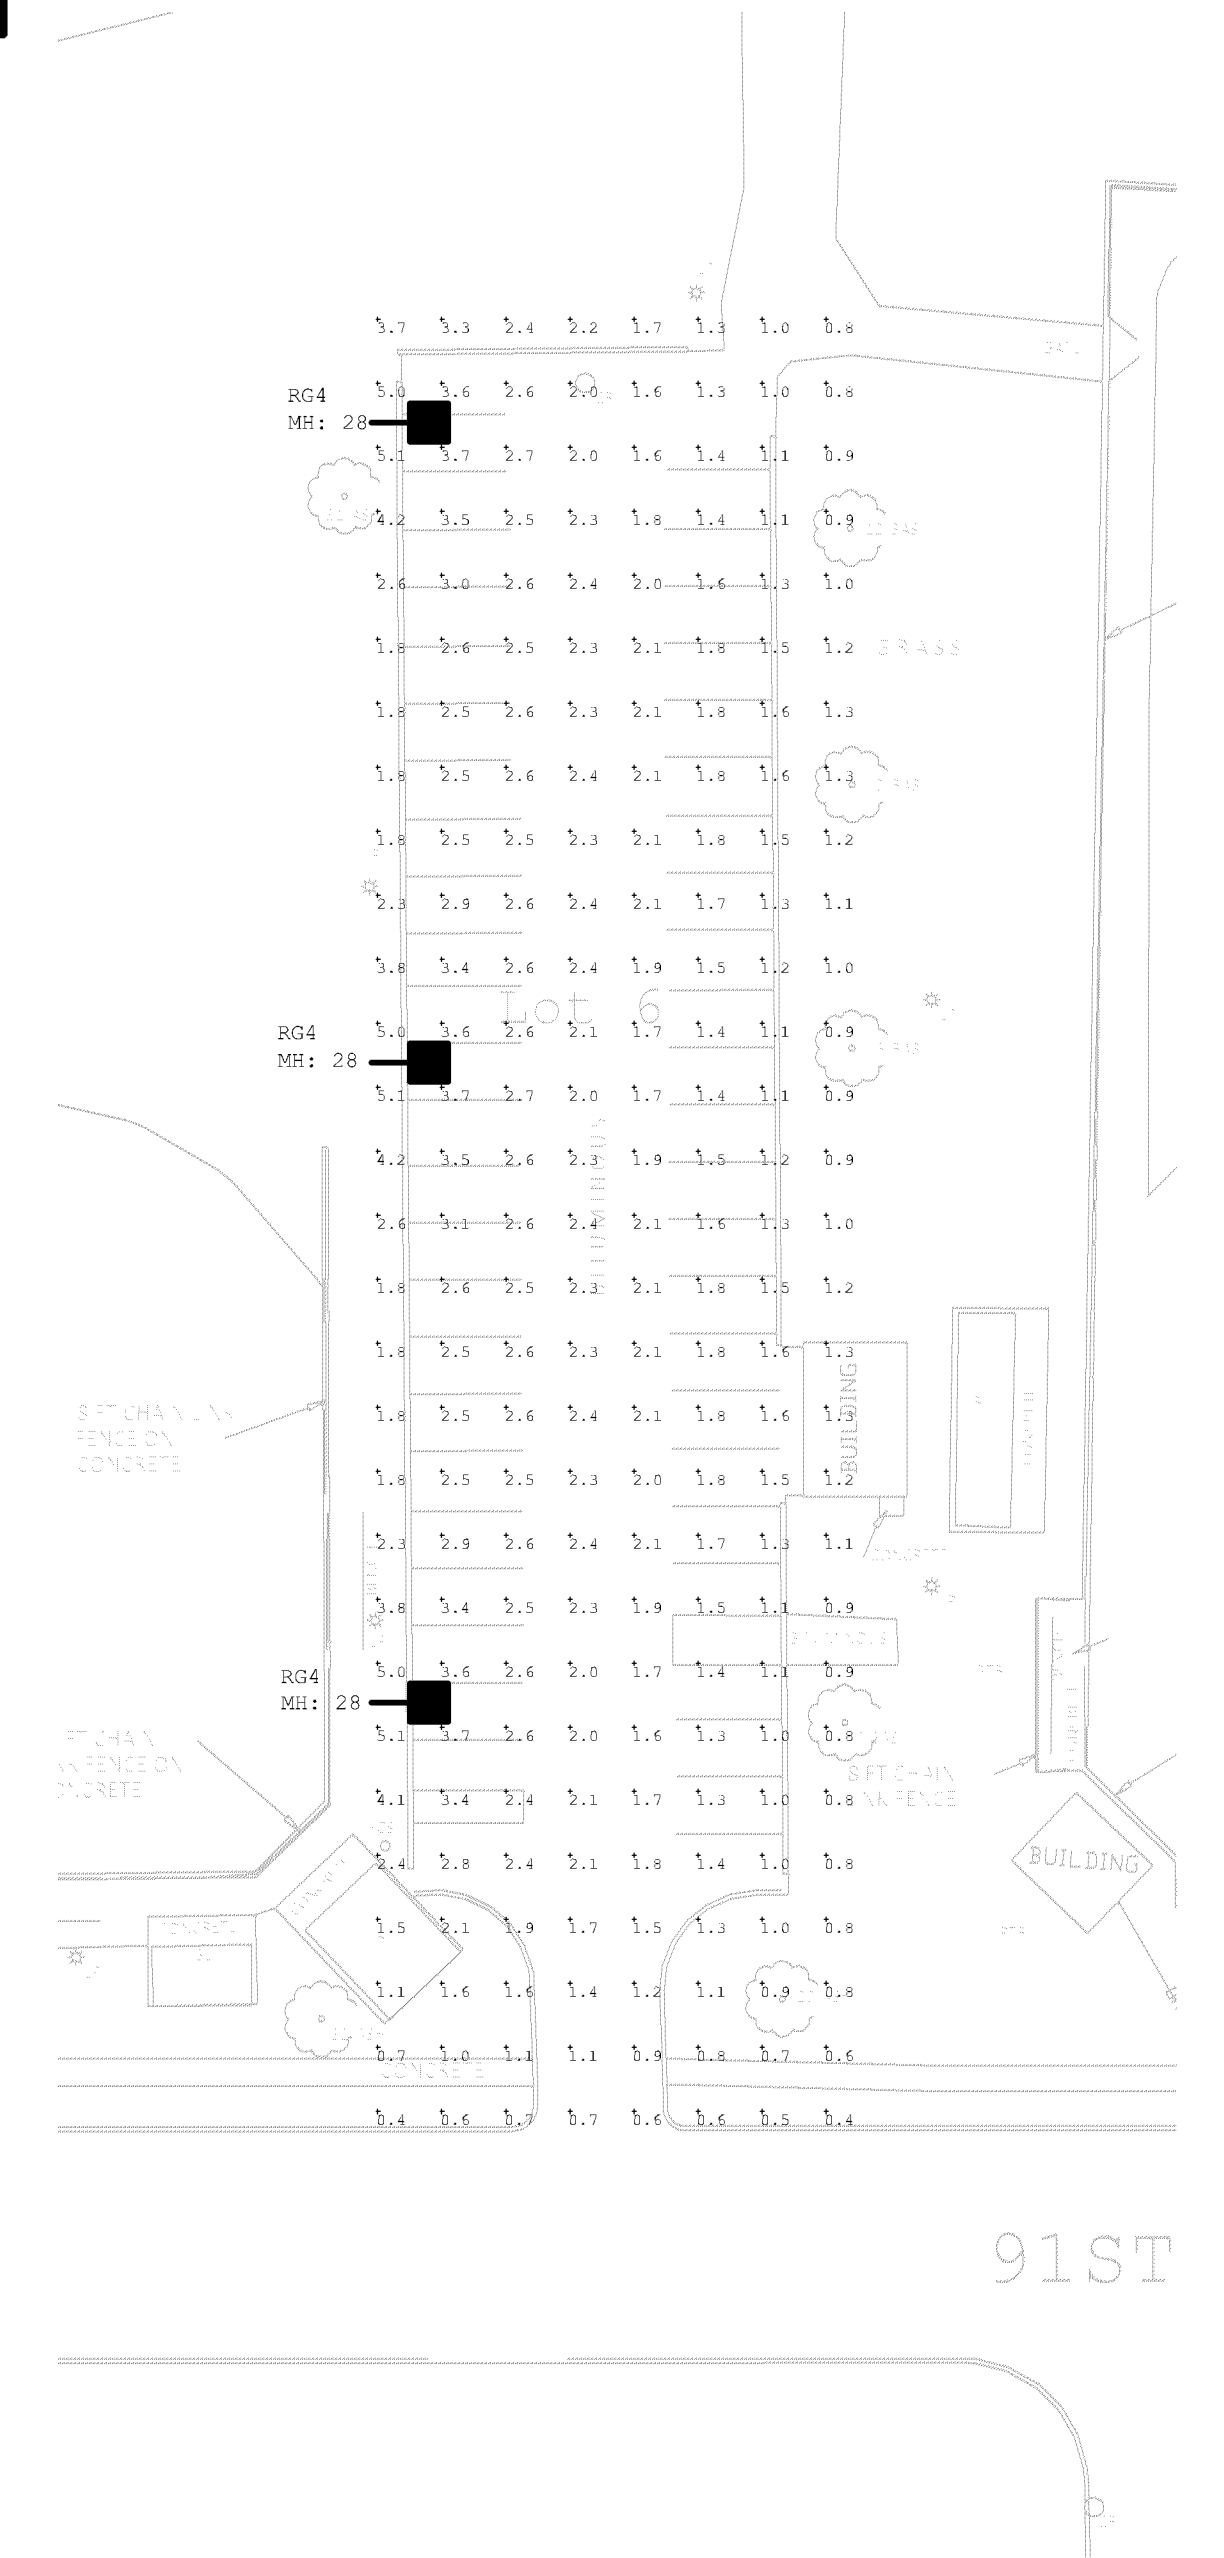 3.7 3.3 2.4 2.2 1.7 1.3 1.0 0.8
5.0 3.6 2.6 2.0 1.6 1.3 1.0 0.8
RG4
MH: 28
5.1 3.7 2.7 2.0 1.6 1.4 1.1 0.9
4.2 3.5 2.5 2.3 1.8 1.4 1.1 0.9
2.6 3.0 2.6 2.4 2.0 1.6 1.3 1.0
1.8 2.6 2.5 2.3 2.1 1.8 1.5 1.2 GRASS
1.8 2.5 2.6 2.3 2.1 1.8 1.6 1.3
1.8 2.5 2.6 2.4 2.1 1.8 1.6 1.3
1.8 2.5 2.5 2.3 2.1 1.8 1.5 1.2
2.3 2.9 2.6 2.4 2.1 1.7 1.3 1.1
3.8 3.4 2.6 2.4 1.9 1.5 1.2 1.0
Lot 6
5.0 3.6 2.6 2.1 1.7 1.4 1.1 0.9
RG4
MH: 28
5.1 3.7 2.7 2.0 1.7 1.4 1.1 0.9
4.2 3.5 2.6 2.3 1.9 1.5 1.2 0.9
BITUMINOUS
2.6 3.1 2.6 2.4 2.1 1.6 1.3 1.0
1.8 2.6 2.5 2.3 2.1 1.8 1.5 1.2
1.8 2.5 2.6 2.3 2.1 1.8 1.6 1.3
1.8 2.5 2.6 2.4 2.1 1.8 1.6 1.3
BUILDING
FT CHAIN LINK
FENCE ON
CONCRETE
1.8 2.5 2.5 2.3 2.0 1.8 1.5 1.2
2.3 2.9 2.6 2.4 2.1 1.7 1.3 1.1
CONCRETE
3.8 3.4 2.5 2.3 1.9 1.5 1.1 0.9
5.0 3.6 2.6 2.0 1.7 1.4 1.1 0.9
RG4
MH: 28
5.1 3.7 2.6 2.0 1.6 1.3 1.0 0.8
FT CHAIN
FENCE ON
CONCRETE
FT CHAIN
FENCE
4.1 3.4 2.4 2.1 1.7 1.3 1.0 0.8
2.4 2.8 2.4 2.1 1.8 1.4 1.0 0.8
BUILDING
1.5 2.1 1.9 1.7 1.5 1.3 1.0 0.8
1.1 1.6 1.6 1.4 1.2 1.1 0.9 0.8
0.7 1.0 1.1 1.1 0.9 0.8 0.7 0.6
CONCRETE
0.4 0.6 0.7 0.7 0.6 0.6 0.5 0.4
91ST